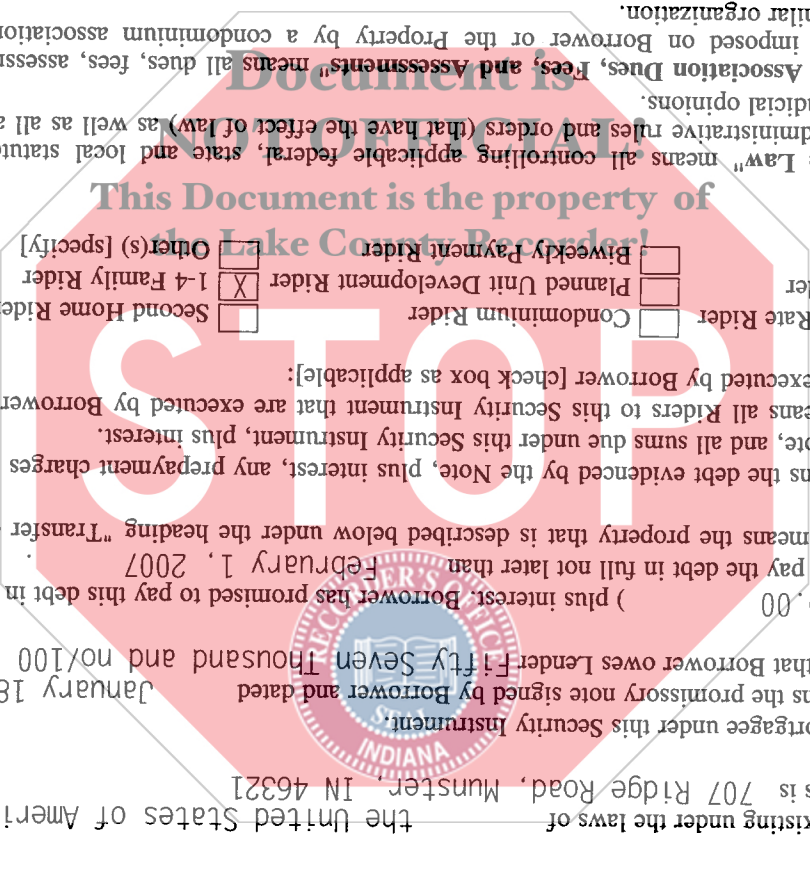 xisting under the laws of the United States of Ameri
s is 707 Ridge Road, Munster, IN 46321
ortgagee under this Security Instrument.
ns the promissory note signed by Borrower and dated January 18
that Borrower owes Lender Fifty Seven Thousand and no/100
.00 ) plus interest. Borrower has promised to pay this debt in
pay the debt in full not later than February 1, 2007 .
means the property that is described below under the heading "Transfer
ns the debt evidenced by the Note, plus interest, any prepayment charges
ote, and all sums due under this Security Instrument, plus interest.
eans all Riders to this Security Instrument that are executed by Borrower
executed by Borrower [check box as applicable]:
Rate Rider Condominium Rider Second Home Ride
er Planned Unit Development Rider X 1-4 Family Rider
Biweekly Payment Rider Other(s) [specify]
Law" means all controlling applicable federal, state and local statut
dministrative rules and orders (that have the effect of law) as well as all a
dicial opinions.
Association Dues, Fees, and Assessments" means all dues, fees, assess
imposed on Borrower or the Property by a condominium association
milar organization.
Document is
NOT OFFICIAL!
This Document is the property of
the Lake County Recorder!
STOP
RECORDER'S OFFICE
SEAL
INDIANA